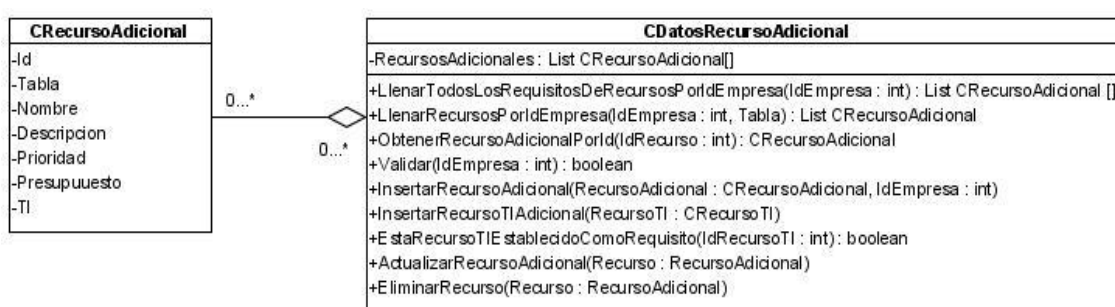 CRecursoAdicional
-Id
-Tabla
-Nombre
-Descripcion
-Prioridad
-Presupuuesto
-TI
0...*
0...*
CDatosRecursoAdicional
-RecursosAdicionales : List CRecursoAdicional[]
+LlenarTodosLosRequisitosDeRecursosPorIdEmpresa(IdEmpresa : int) : List CRecursoAdicional []
+LlenarRecursosPorIdEmpresa(IdEmpresa : int, Tabla) : List CRecursoAdicional
+ObtenerRecursoAdicionalPorId(IdRecurso : int) : CRecursoAdicional
+Validar(IdEmpresa : int) : boolean
+InsertarRecursoAdicional(RecursoAdicional : CRecursoAdicional, IdEmpresa : int)
+InsertarRecursoTIAdicional(RecursoTI : CRecursoTI)
+EstaRecursoTIEstablecidoComoRequisito(IdRecursoTI : int) : boolean
+ActualizarRecursoAdicional(Recurso : RecursoAdicional)
+EliminarRecurso(Recurso : RecursoAdicional)